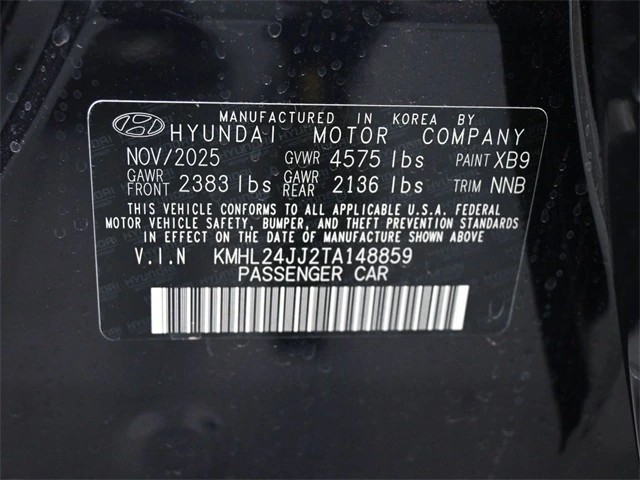 MANUFACTURED IN KOREA BY
HYUNDAI MOTOR COMPANY
NOV/2025 GVWR 4575 lbs PAINT XB9
GAWR FRONT 2383 lbs GAWR REAR 2136 lbs TRIM NNB
THIS VEHICLE CONFORMS TO ALL APPLICABLE U.S.A. FEDERAL
MOTOR VEHICLE SAFETY, BUMPER, AND THEFT PREVENTION STANDARDS
IN EFFECT ON THE DATE OF MANUFACTURE SHOWN ABOVE
V.I.N KMHL24JJ2TA148859
PASSENGER CAR